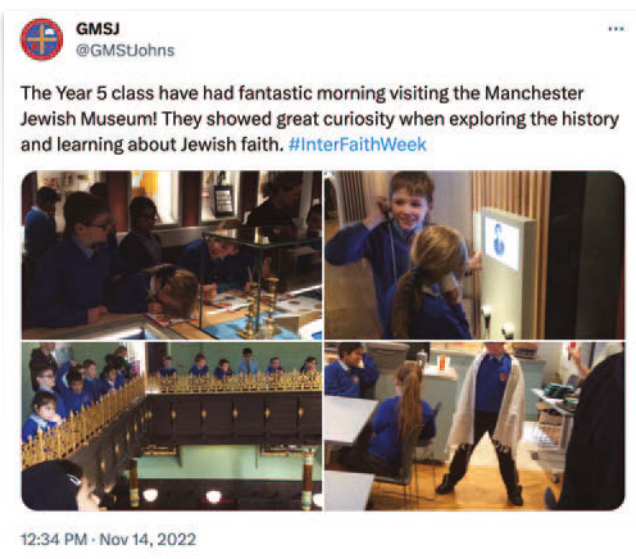 GMSJ
@GMStJohns
The Year 5 class have had fantastic morning visiting the Manchester
Jewish Museum! They showed great curiosity when exploring the history
and learning about Jewish faith. #InterFaithWeek
12:34 PM · Nov 14, 2022